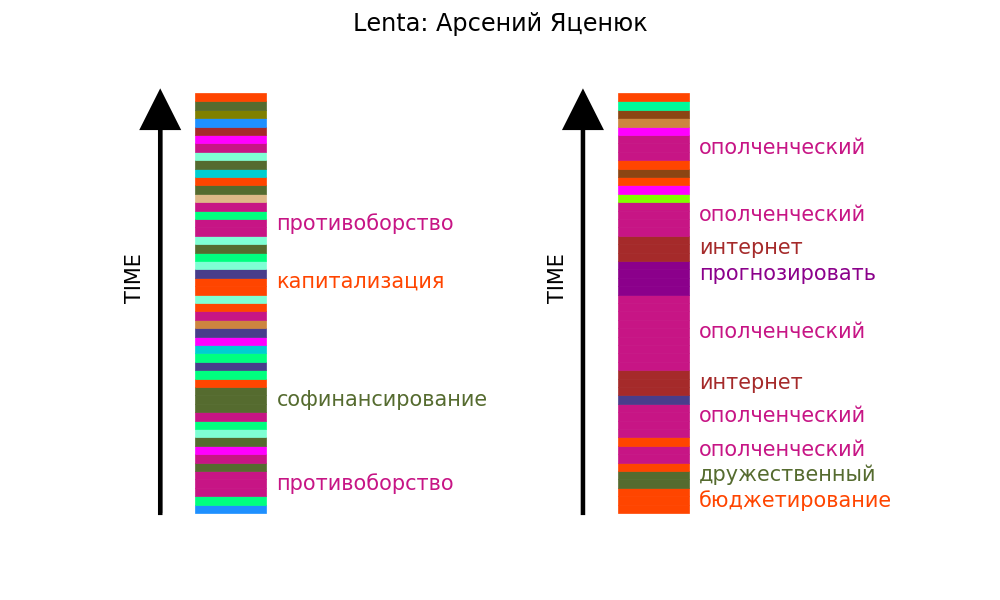 Lenta: Арсений Яценюк
TIME
противоборство
капитализация
софинансирование
противоборство
TIME
ополченческий
ополченческий
интернет
прогнозировать
ополченческий
интернет
ополченческий
ополченческий
дружественный
бюджетирование